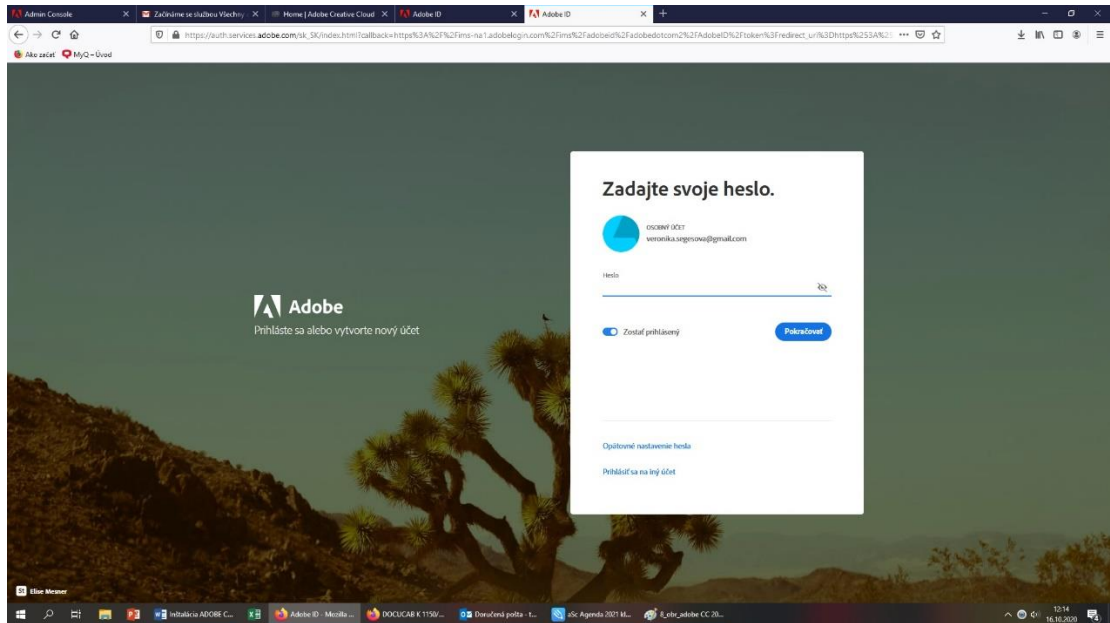 Admin Console
Začínáme se službou Všechny
Home | Adobe Creative Cloud
Adobe ID
Adobe ID
https://auth.services.adobe.com/sk_SK/index.html?callback=https%3A%2F%2Fims-na1.adobelogin.com%2Fims%2Fadobeid%2Fadobedotcom2%2FAdobeID%2Ftoken%3Fredirect_uri%3Dhttps%253A%2
Ako začať
MyQ – Úvod
Zadajte svoje heslo.
OSOBNÝ ÚČET
veronika.segesova@gmail.com
Heslo
Zostať prihlásený
Pokračovať
Opätovné nastavenie hesla
Prihlásiť sa na iný účet
Adobe
Prihláste sa alebo vytvorte nový účet
St Elise Mesner
Inštalácia ADOBE C...
Adobe ID - Mozilla ...
DOCUCAB K 1150/...
Doručená pošta - t...
aSc Agenda 2021 kl...
8_obr_adobe CC 20...
12:14
16.10.2020